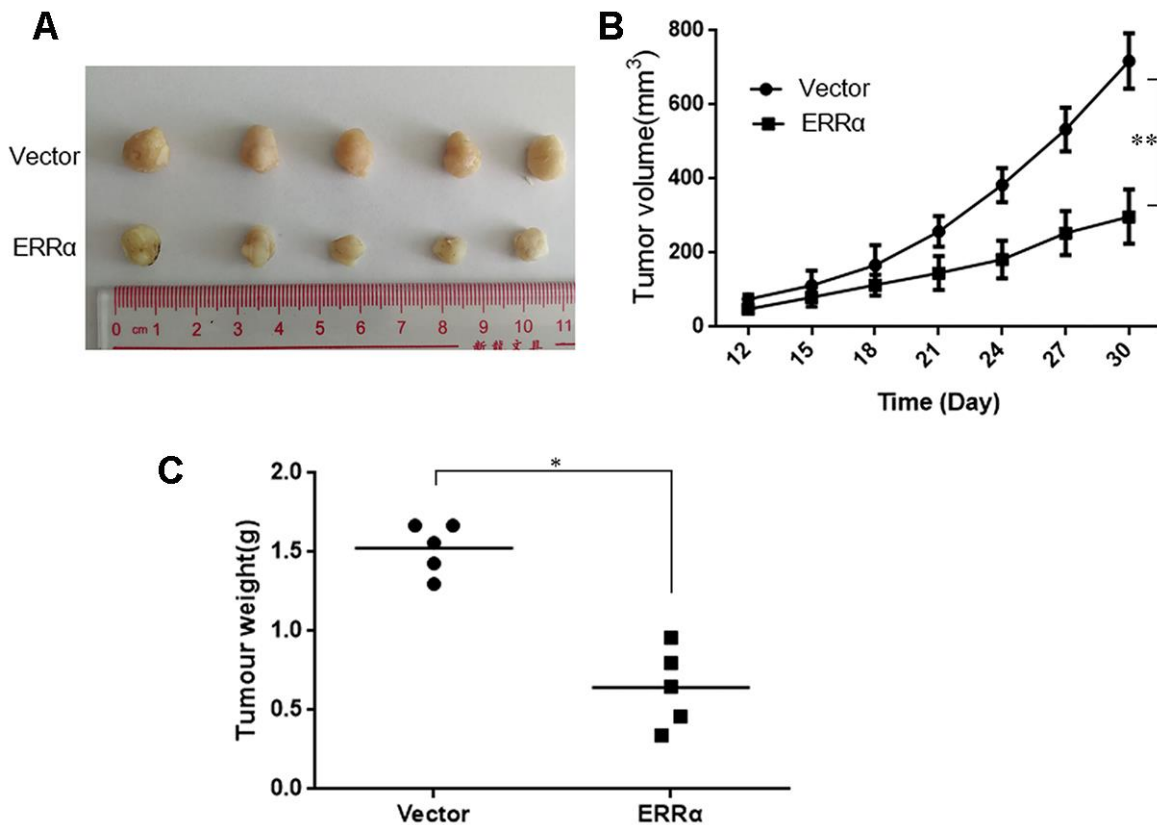 A
Vector
ERRα
0 cm 1 2 3 4 5 6 7 8 9 10 11
文具
B
Tumor volume(mm³)
800
600
400
200
0
Vector
ERRα
**
12 15 18 21 24 27 30
Time (Day)
C
Tumour weight(g)
2.0
1.5
1.0
0.5
0.0
*
Vector ERRα